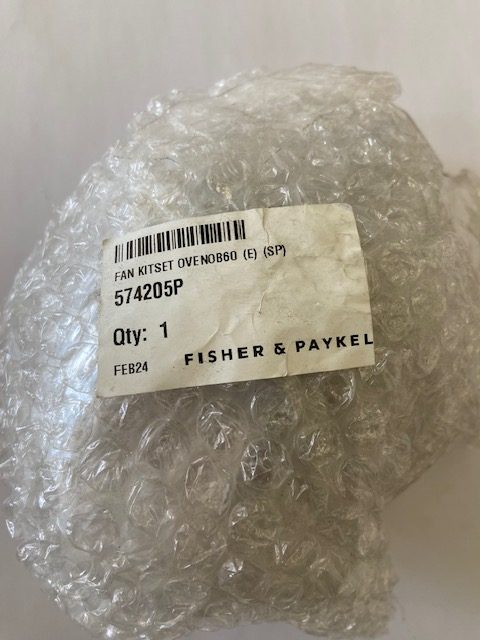 FAN KITSET OVENOB60 (E) (SP)
574205P
Qty: 1
FEB24
FISHER & PAYKEL